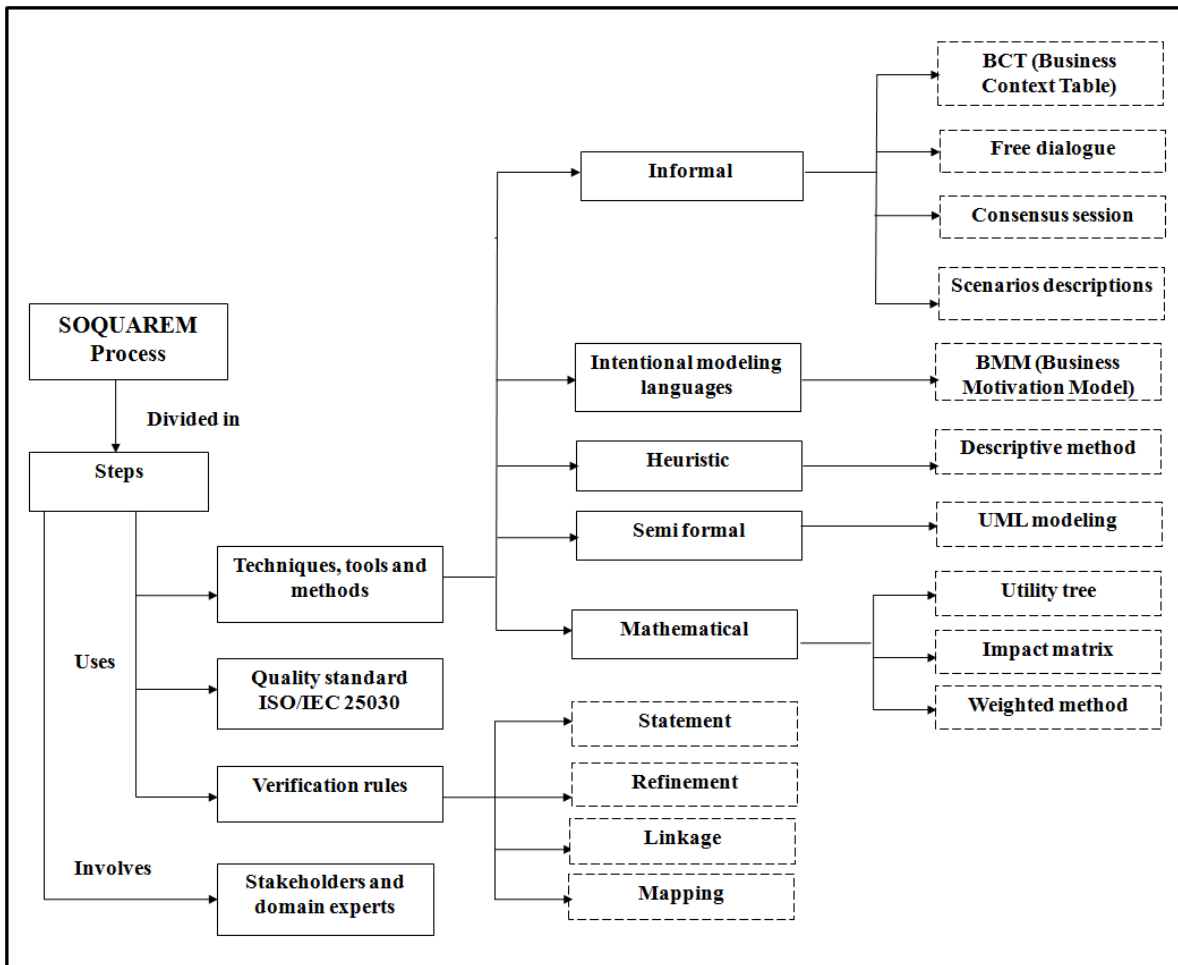 SOQUAREM
Process
Divided in
Steps
Uses
Involves
Techniques, tools and
methods
Quality standard
ISO/IEC 25030
Verification rules
Stakeholders and
domain experts
Informal
Intentional modeling
languages
Heuristic
Semi formal
Mathematical
Statement
Refinement
Linkage
Mapping
BCT (Business
Context Table)
Free dialogue
Consensus session
Scenarios descriptions
BMM (Business
Motivation Model)
Descriptive method
UML modeling
Utility tree
Impact matrix
Weighted method